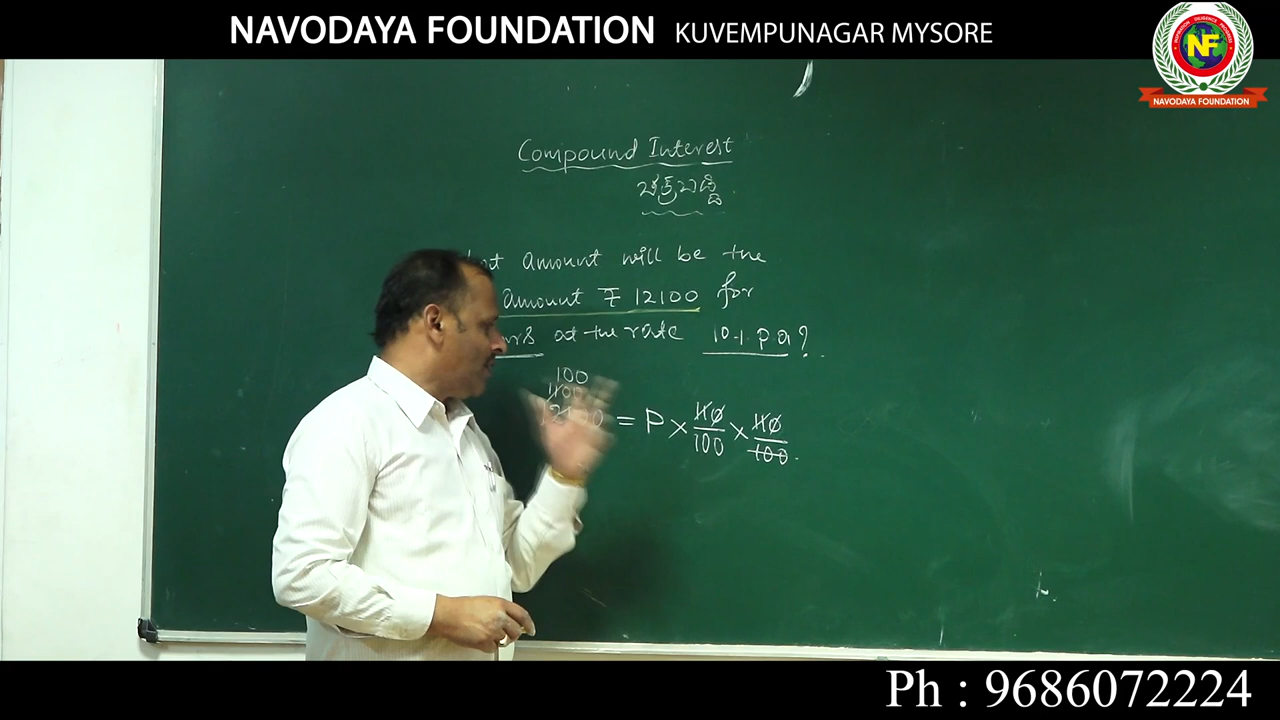 NAVODAYA FOUNDATION KUVEMPUNAGAR MYSORE
NF
NAVODAYA FOUNDATION
Compound Interest
ಚಕ್ರಬಡ್ಡಿ
amount will be the
amount ₹ 12100 for
at the rate 10% p.a?
100
= P × 110/100 × 110/100
Ph : 9686072224